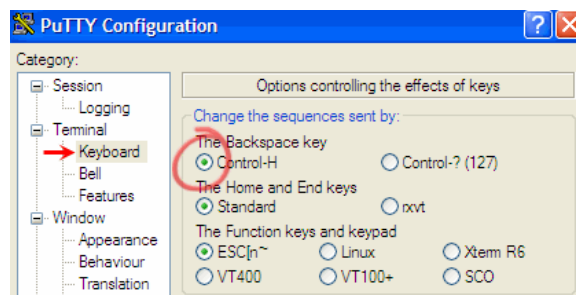 PuTTY Configuration
Category:
Session
Logging
Terminal
Keyboard
Bell
Features
Window
Appearance
Behaviour
Translation
Options controlling the effects of keys
Change the sequences sent by:
The Backspace key
Control-H Control-? (127)
The Home and End keys
Standard rxvt
The Function keys and keypad
ESC[n~ Linux Xterm R6
VT400 VT100+ SCO